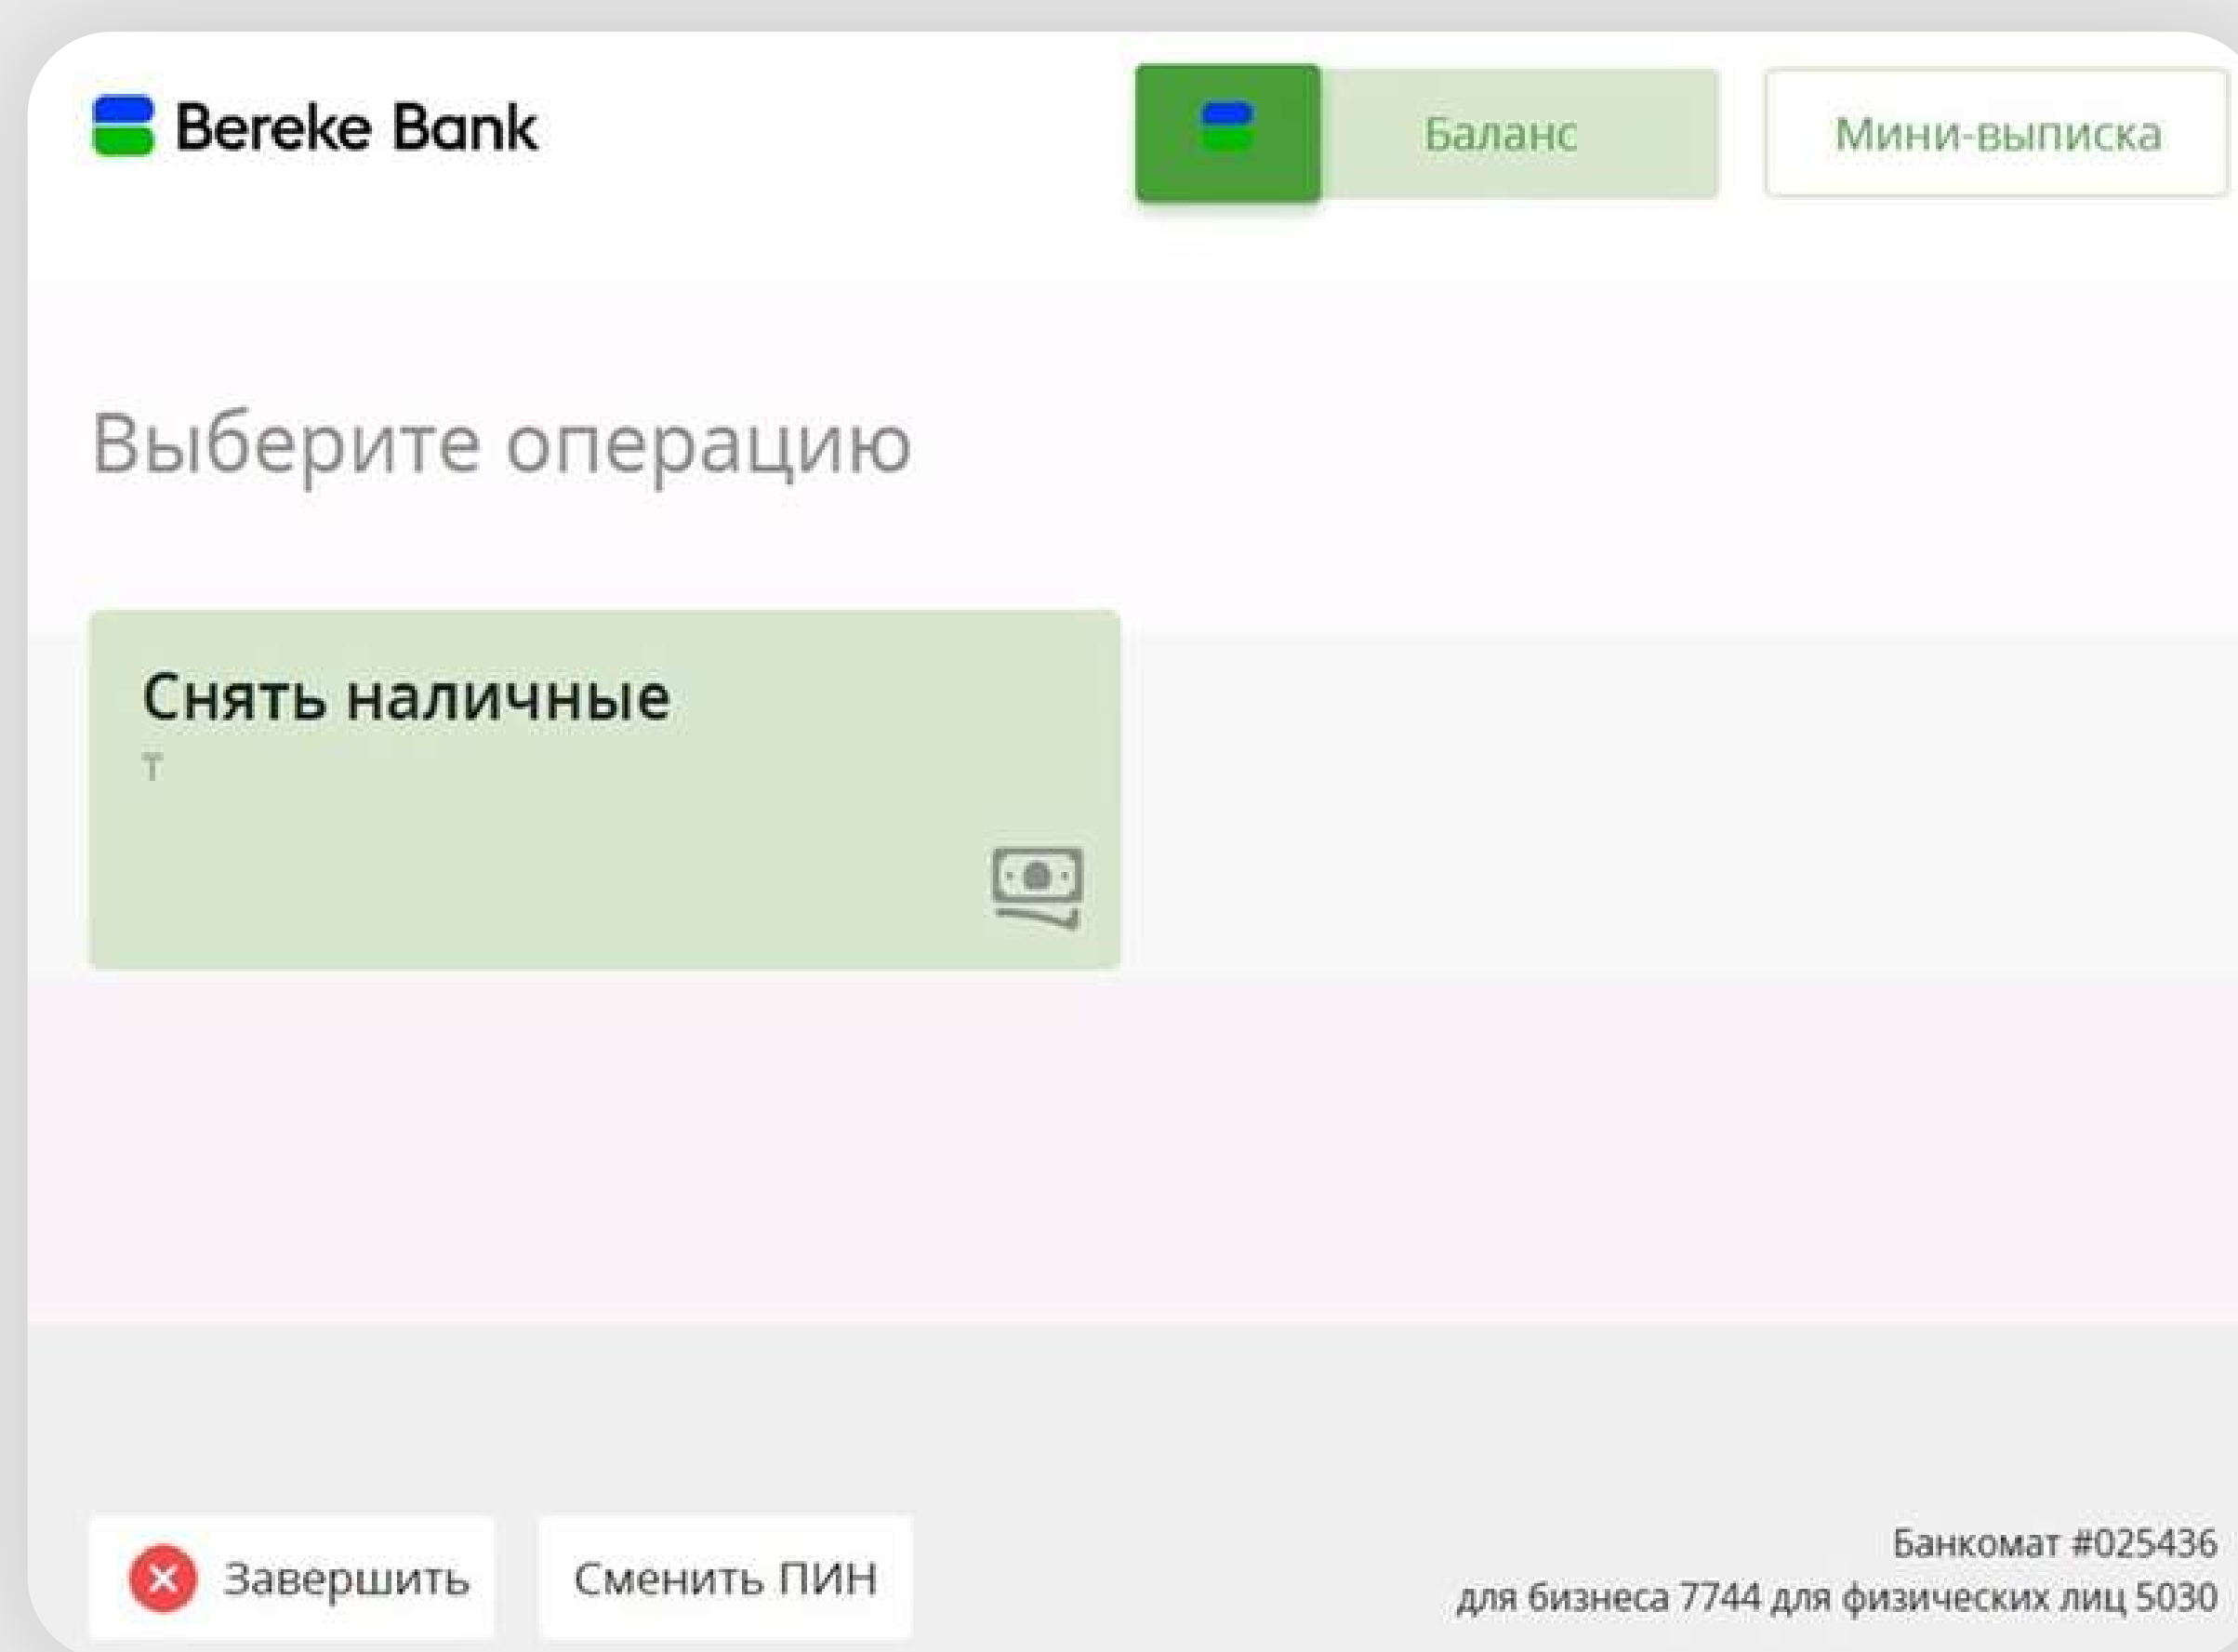 Bereke Bank
Баланс
Мини-выписка
Выберите операцию
Снять наличные
₸
Завершить
Сменить ПИН
Банкомат #025436
для бизнеса 7744 для физических лиц 5030